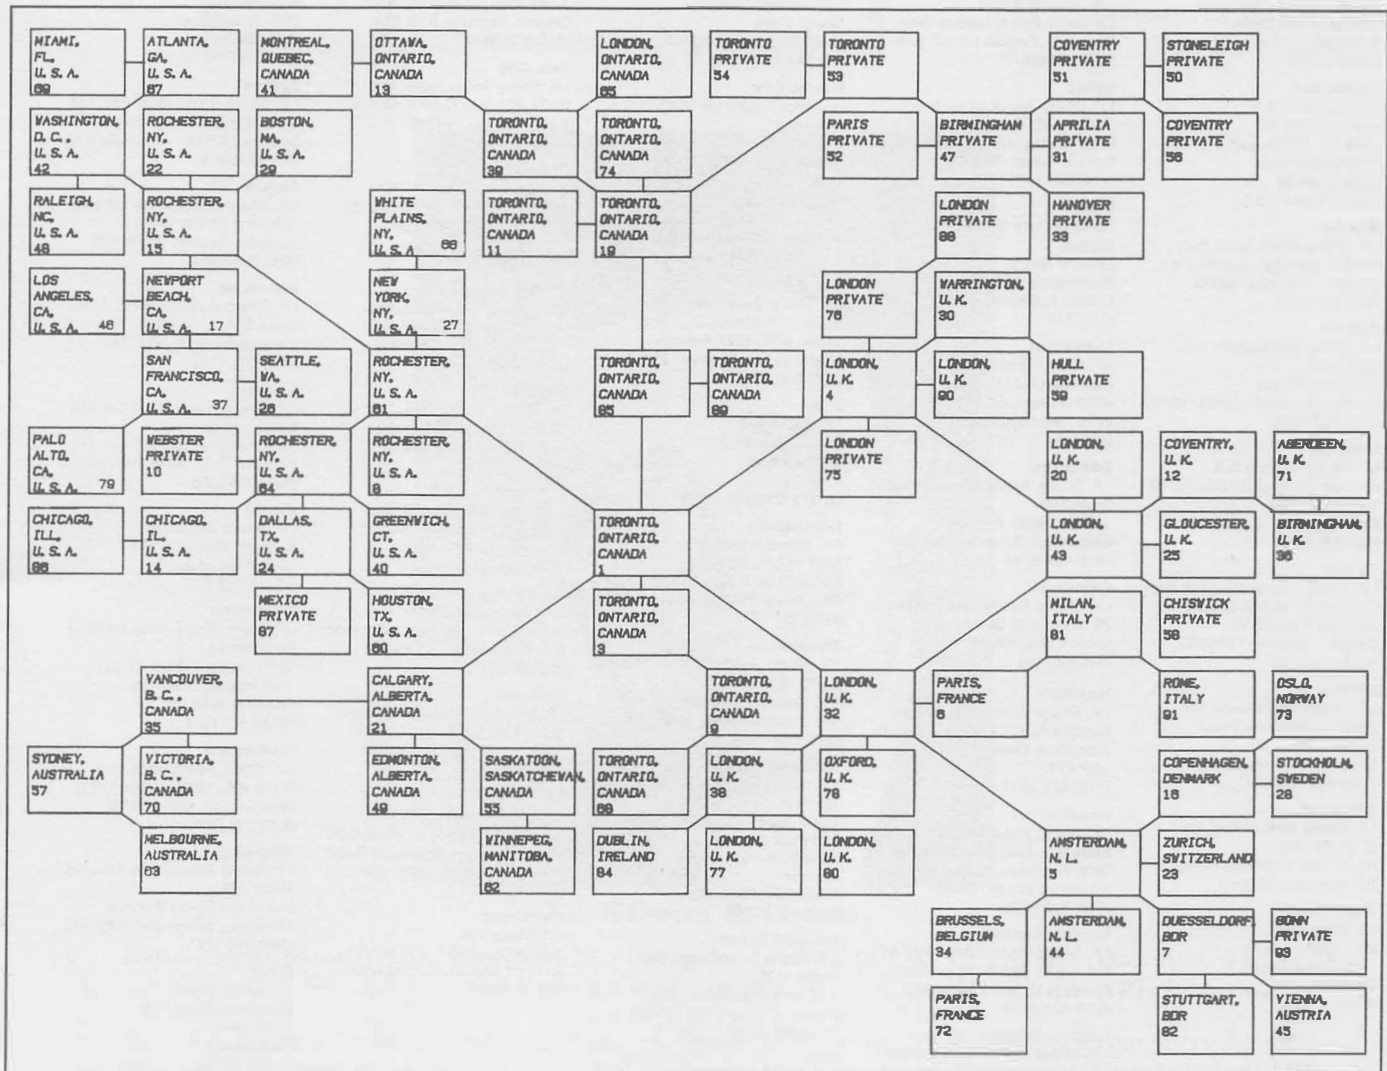 MIAMI,
FL,
U. S. A.
69
ATLANTA,
GA,
U. S. A.
67
MONTREAL,
QUEBEC,
CANADA
41
OTTAWA,
ONTARIO,
CANADA
13
LONDON,
ONTARIO,
CANADA
65
TORONTO
PRIVATE
54
TORONTO
PRIVATE
53
COVENTRY
PRIVATE
51
STONELEIGH
PRIVATE
50
WASHINGTON,
D. C.,
U. S. A.
42
ROCHESTER,
NY,
U. S. A.
22
BOSTON,
MA,
U. S. A.
29
TORONTO,
ONTARIO,
CANADA
39
TORONTO,
ONTARIO,
CANADA
74
PARIS
PRIVATE
52
BIRMINGHAM
PRIVATE
47
APRILIA
PRIVATE
31
COVENTRY
PRIVATE
56
RALEIGH,
NC,
U. S. A.
48
ROCHESTER,
NY,
U. S. A.
15
WHITE
PLAINS,
NY,
U. S. A. 66
TORONTO,
ONTARIO,
CANADA
11
TORONTO,
ONTARIO,
CANADA
19
LONDON
PRIVATE
86
HANOVER
PRIVATE
33
LOS
ANGELES,
CA,
U. S. A. 46
NEWPORT
BEACH,
CA,
U. S. A. 17
NEW
YORK,
NY,
U. S. A. 27
LONDON
PRIVATE
76
WARRINGTON,
U. K.
30
SAN
FRANCISCO,
CA,
U. S. A. 37
SEATTLE,
WA,
U. S. A.
26
ROCHESTER,
NY,
U. S. A.
61
TORONTO,
ONTARIO,
CANADA
85
TORONTO,
ONTARIO,
CANADA
89
LONDON,
U. K.
4
LONDON,
U. K.
90
HULL
PRIVATE
59
PALO
ALTO,
CA,
U. S. A. 79
WEBSTER
PRIVATE
10
ROCHESTER,
NY,
U. S. A.
64
ROCHESTER,
NY,
U. S. A.
8
LONDON
PRIVATE
75
LONDON,
U. K.
20
COVENTRY,
U. K.
12
ABERDEEN,
U. K.
71
CHICAGO,
ILL,
U. S. A.
96
CHICAGO,
IL,
U. S. A.
14
DALLAS,
TX,
U. S. A.
24
GREENWICH,
CT,
U. S. A.
40
TORONTO,
ONTARIO,
CANADA
1
LONDON,
U. K.
43
GLOUCESTER,
U. K.
25
BIRMINGHAM,
U. K.
36
MEXICO
PRIVATE
87
HOUSTON,
TX,
U. S. A.
60
TORONTO,
ONTARIO,
CANADA
3
MILAN,
ITALY
81
CHISWICK
PRIVATE
58
VANCOUVER,
B. C.,
CANADA
35
CALGARY,
ALBERTA,
CANADA
21
TORONTO,
ONTARIO,
CANADA
9
LONDON,
U. K.
32
PARIS,
FRANCE
6
ROME,
ITALY
91
OSLO,
NORWAY
73
SYDNEY,
AUSTRALIA
57
VICTORIA,
B. C.,
CANADA
70
EDMONTON,
ALBERTA,
CANADA
49
SASKATOON,
SASKATCHEWAN,
CANADA
55
TORONTO,
ONTARIO,
CANADA
68
LONDON,
U. K.
38
OXFORD,
U. K.
78
COPENHAGEN,
DENMARK
16
STOCKHOLM,
SWEDEN
28
MELBOURNE,
AUSTRALIA
63
WINNEPEG,
MANITOBA,
CANADA
62
DUBLIN,
IRELAND
84
LONDON,
U. K.
77
LONDON,
U. K.
80
AMSTERDAM,
N. L.
5
ZURICH,
SWITZERLAND
23
BRUSSELS,
BELGIUM
34
AMSTERDAM,
N. L.
44
DUESSELDORF,
BDR
7
BONN
PRIVATE
93
PARIS,
FRANCE
72
STUTTGART,
BDR
82
VIENNA,
AUSTRIA
45